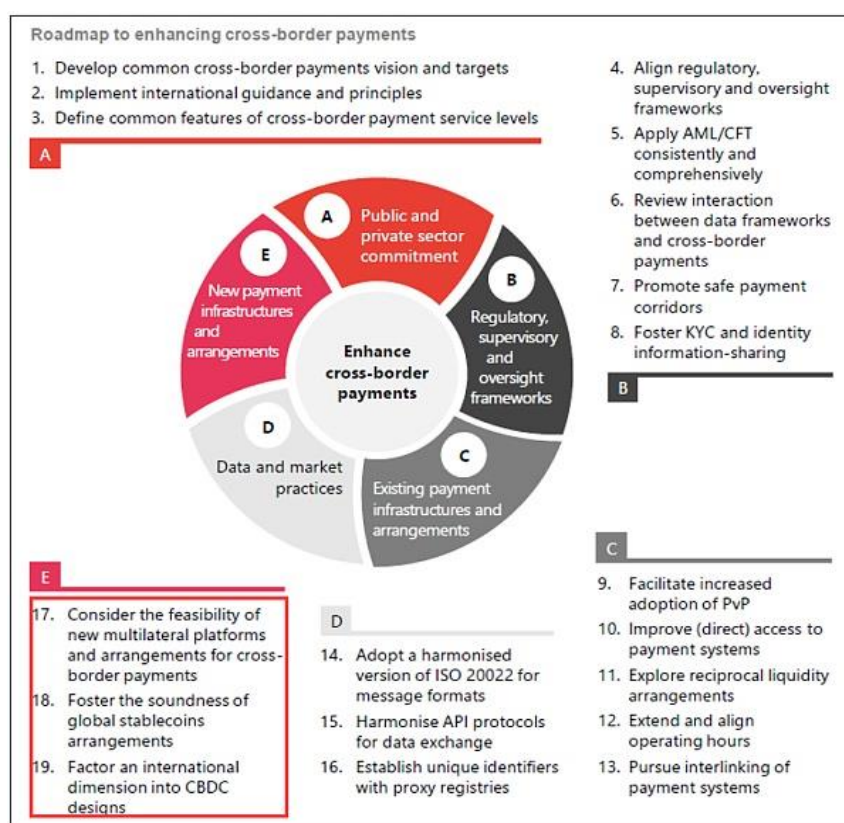 Roadmap to enhancing cross-border payments
1. Develop common cross-border payments vision and targets
2. Implement international guidance and principles
3. Define common features of cross-border payment service levels
A
4. Align regulatory,
supervisory and oversight
frameworks
5. Apply AML/CFT
consistently and
comprehensively
6. Review interaction
between data frameworks
and cross-border
payments
7. Promote safe payment
corridors
8. Foster KYC and identity
information-sharing
B
A
Public and
private sector
commitment
B
Regulatory,
supervisory
and
oversight
frameworks
C
Existing payment
infrastructures and
arrangements
D
Data and market
practices
E
New payment
infrastructures
and
arrangements
Enhance
cross-border
payments
C
9. Facilitate increased
adoption of PvP
10. Improve (direct) access to
payment systems
11. Explore reciprocal liquidity
arrangements
12. Extend and align
operating hours
13. Pursue interlinking of
payment systems
D
14. Adopt a harmonised
version of ISO 20022 for
message formats
15. Harmonise API protocols
for data exchange
16. Establish unique identifiers
with proxy registries
E
17. Consider the feasibility of
new multilateral platforms
and arrangements for cross-
border payments
18. Foster the soundness of
global stablecoins
arrangements
19. Factor an international
dimension into CBDC
designs